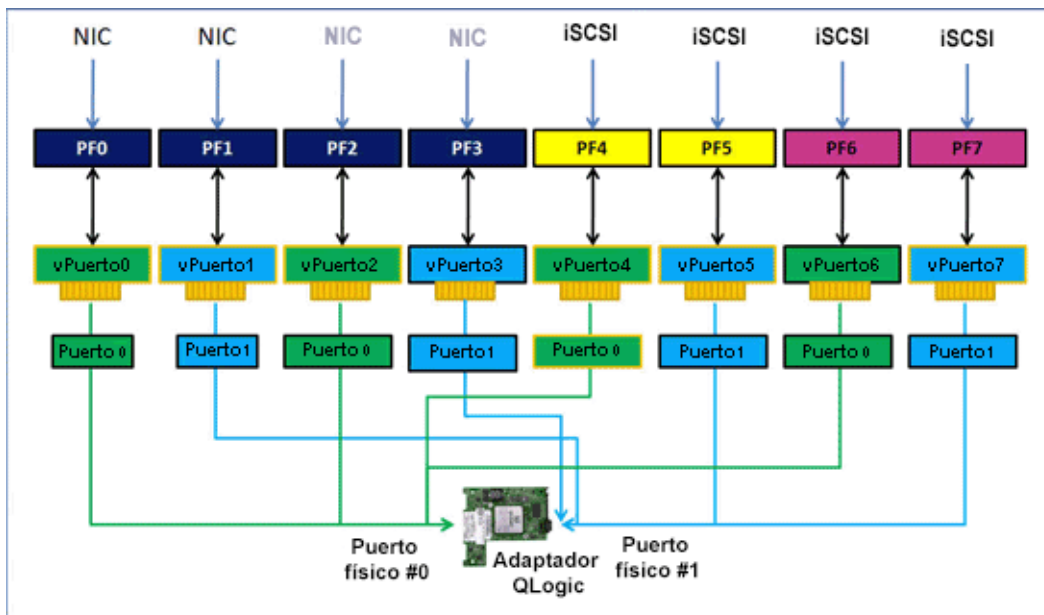 NIC NIC NIC NIC iSCSI iSCSI iSCSI iSCSI
PF0 PF1 PF2 PF3 PF4 PF5 PF6 PF7
vPuerto0 vPuerto1 vPuerto2 vPuerto3 vPuerto4 vPuerto5 vPuerto6 vPuerto7
Puerto 0 Puerto1 Puerto 0 Puerto1 Puerto 0 Puerto1 Puerto 0 Puerto1
Puerto
físico #0
Adaptador
QLogic
Puerto
físico #1